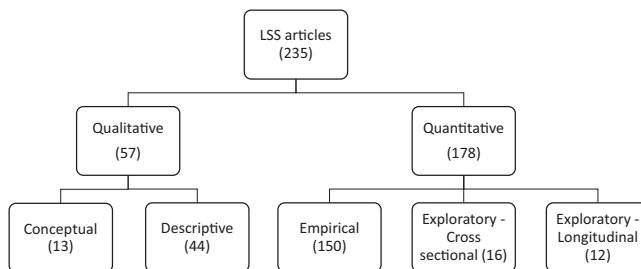 LSS articles
(235)
Qualitative
(57)
Quantitative
(178)
Conceptual
(13)
Descriptive
(44)
Empirical
(150)
Exploratory -
Cross
sectional (16)
Exploratory -
Longitudinal
(12)